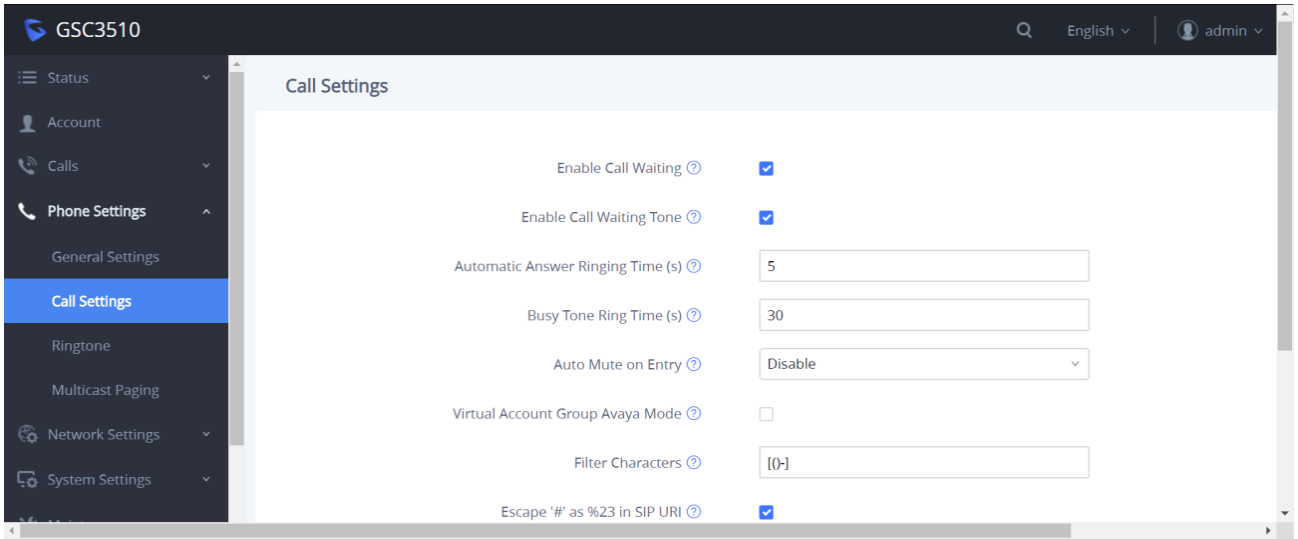 GSC3510
English
admin
Status
Account
Calls
Phone Settings
General Settings
Call Settings
Ringtone
Multicast Paging
Network Settings
System Settings
Call Settings
Enable Call Waiting
Enable Call Waiting Tone
Automatic Answer Ringing Time (s)
5
Busy Tone Ring Time (s)
30
Auto Mute on Entry
Disable
Virtual Account Group Avaya Mode
Filter Characters
[()-]
Escape '#' as %23 in SIP URI